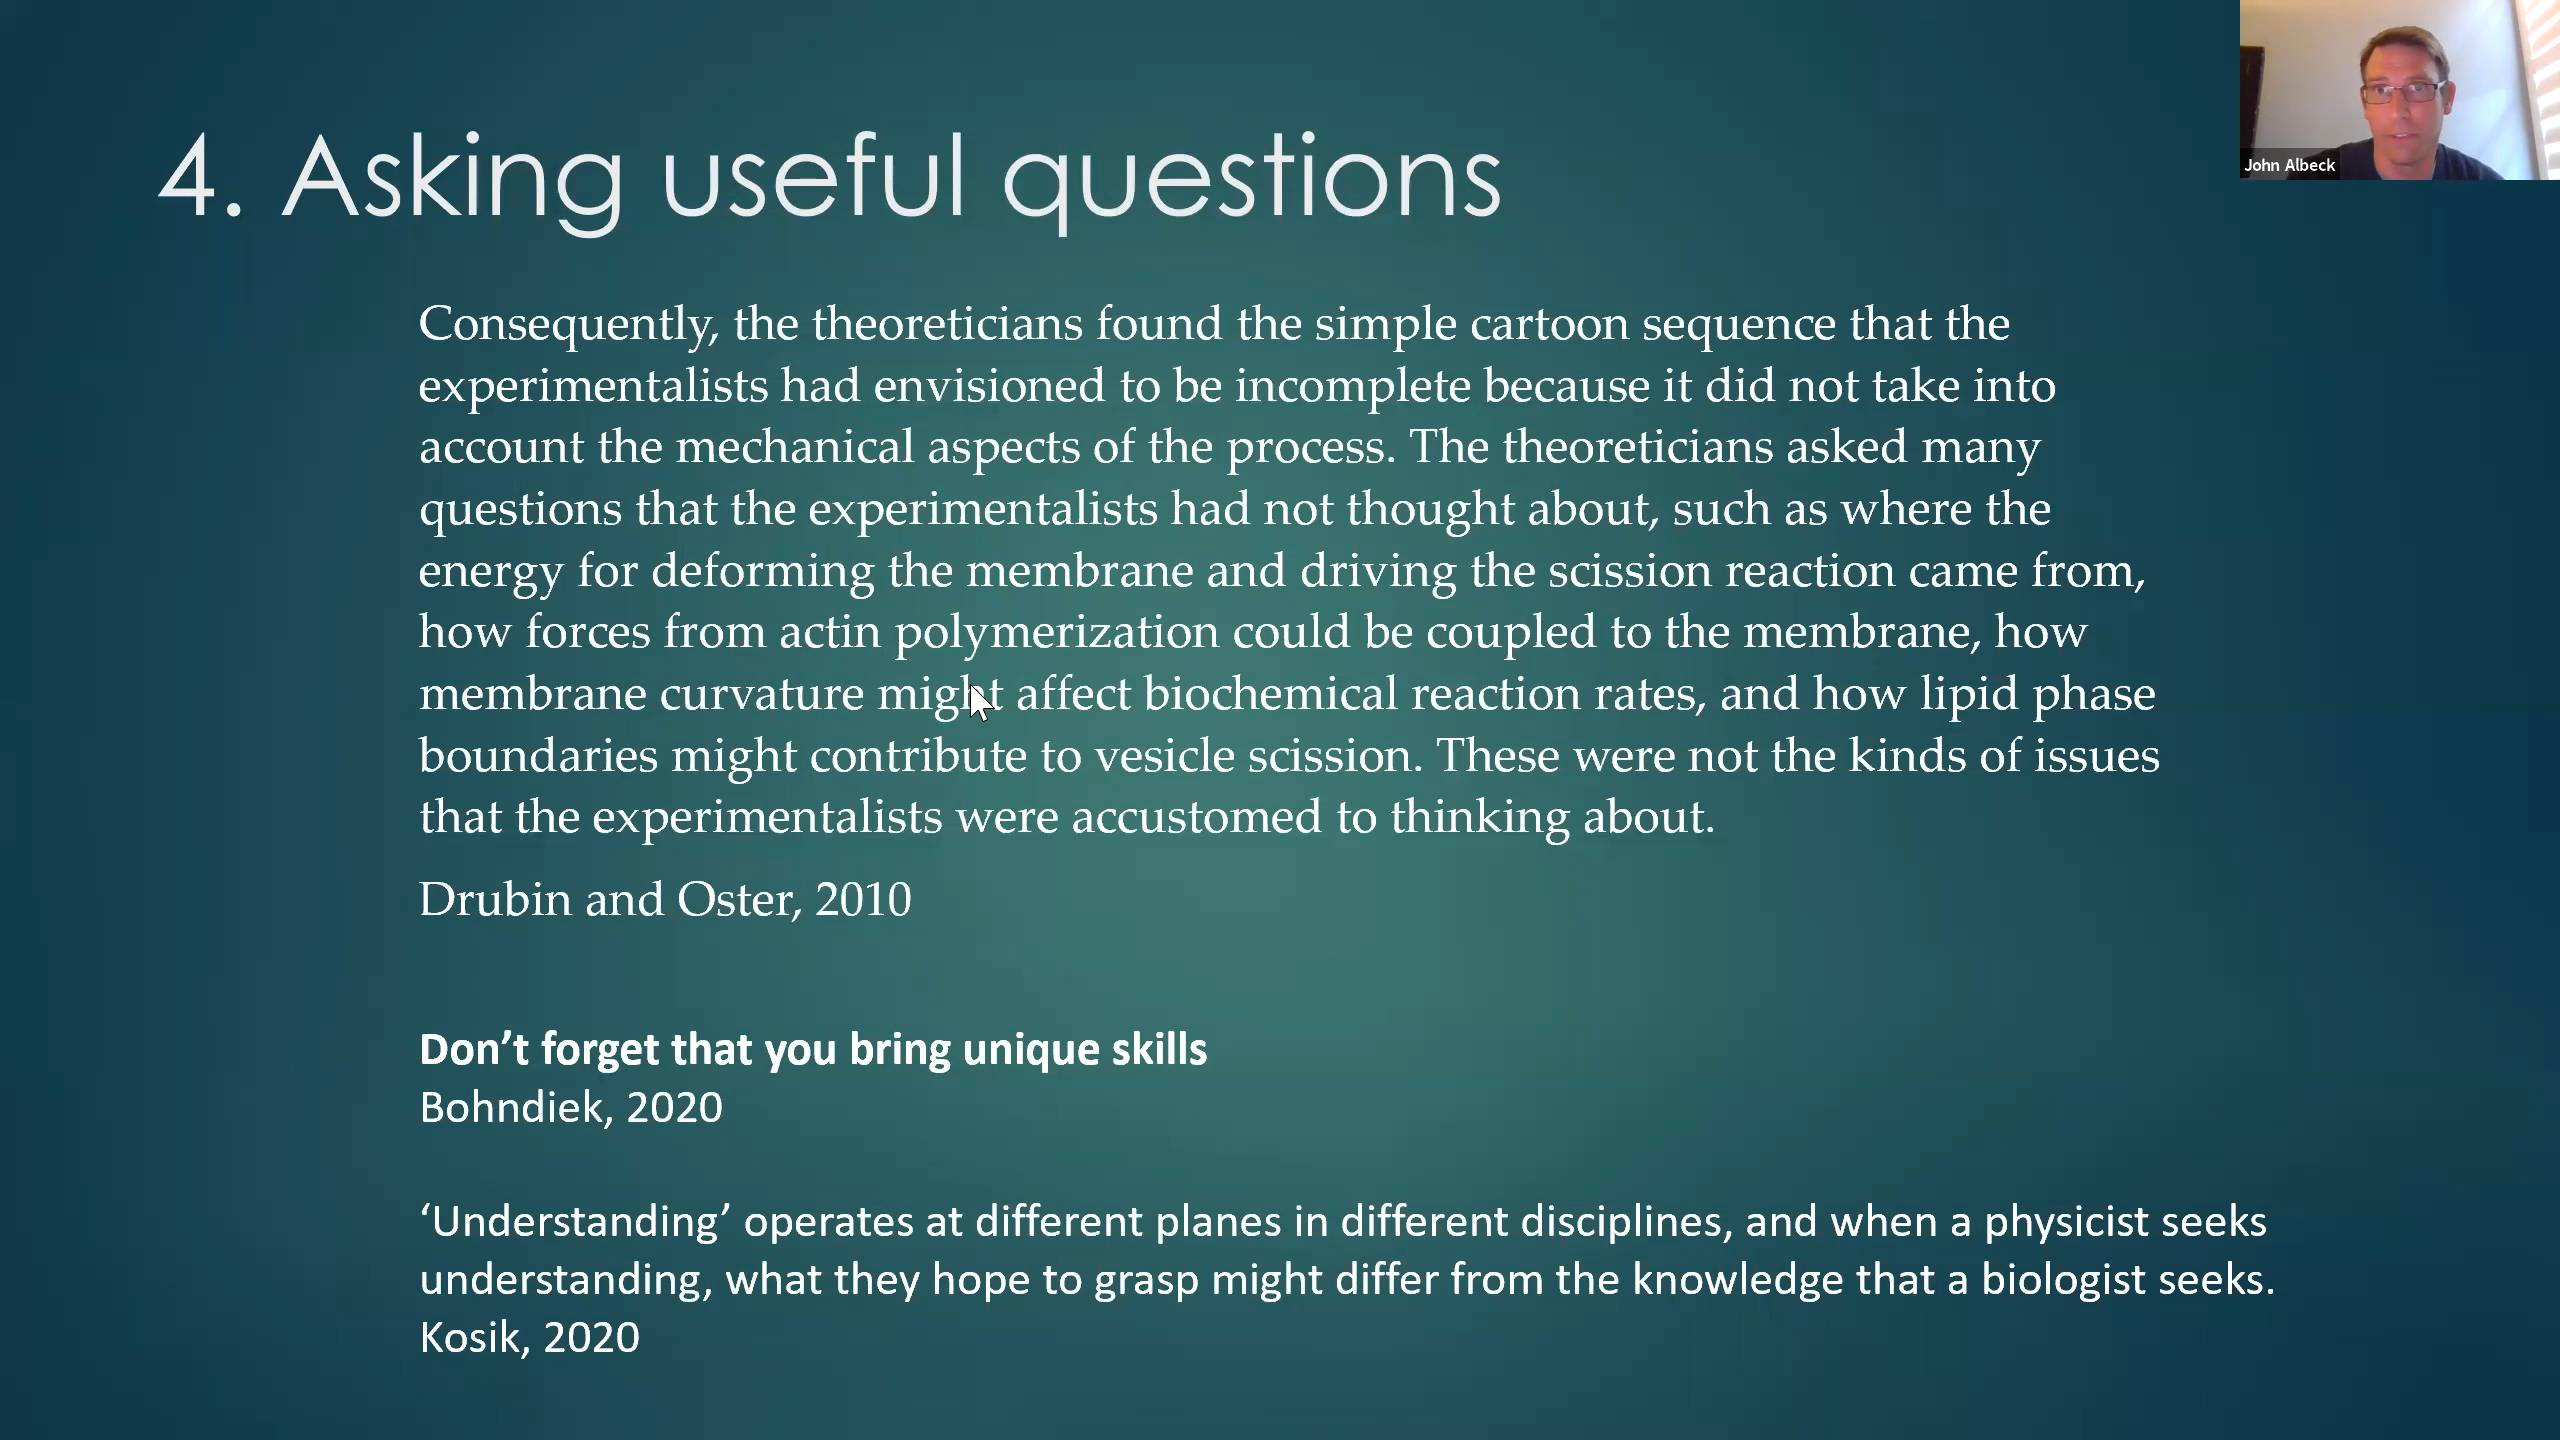 4. Asking useful questions
John Albeck
Consequently, the theoreticians found the simple cartoon sequence that the
experimentalists had envisioned to be incomplete because it did not take into
account the mechanical aspects of the process. The theoreticians asked many
questions that the experimentalists had not thought about, such as where the
energy for deforming the membrane and driving the scission reaction came from,
how forces from actin polymerization could be coupled to the membrane, how
membrane curvature might affect biochemical reaction rates, and how lipid phase
boundaries might contribute to vesicle scission. These were not the kinds of issues
that the experimentalists were accustomed to thinking about.
Drubin and Oster, 2010
Don’t forget that you bring unique skills
Bohndiek, 2020
‘Understanding’ operates at different planes in different disciplines, and when a physicist seeks
understanding, what they hope to grasp might differ from the knowledge that a biologist seeks.
Kosik, 2020